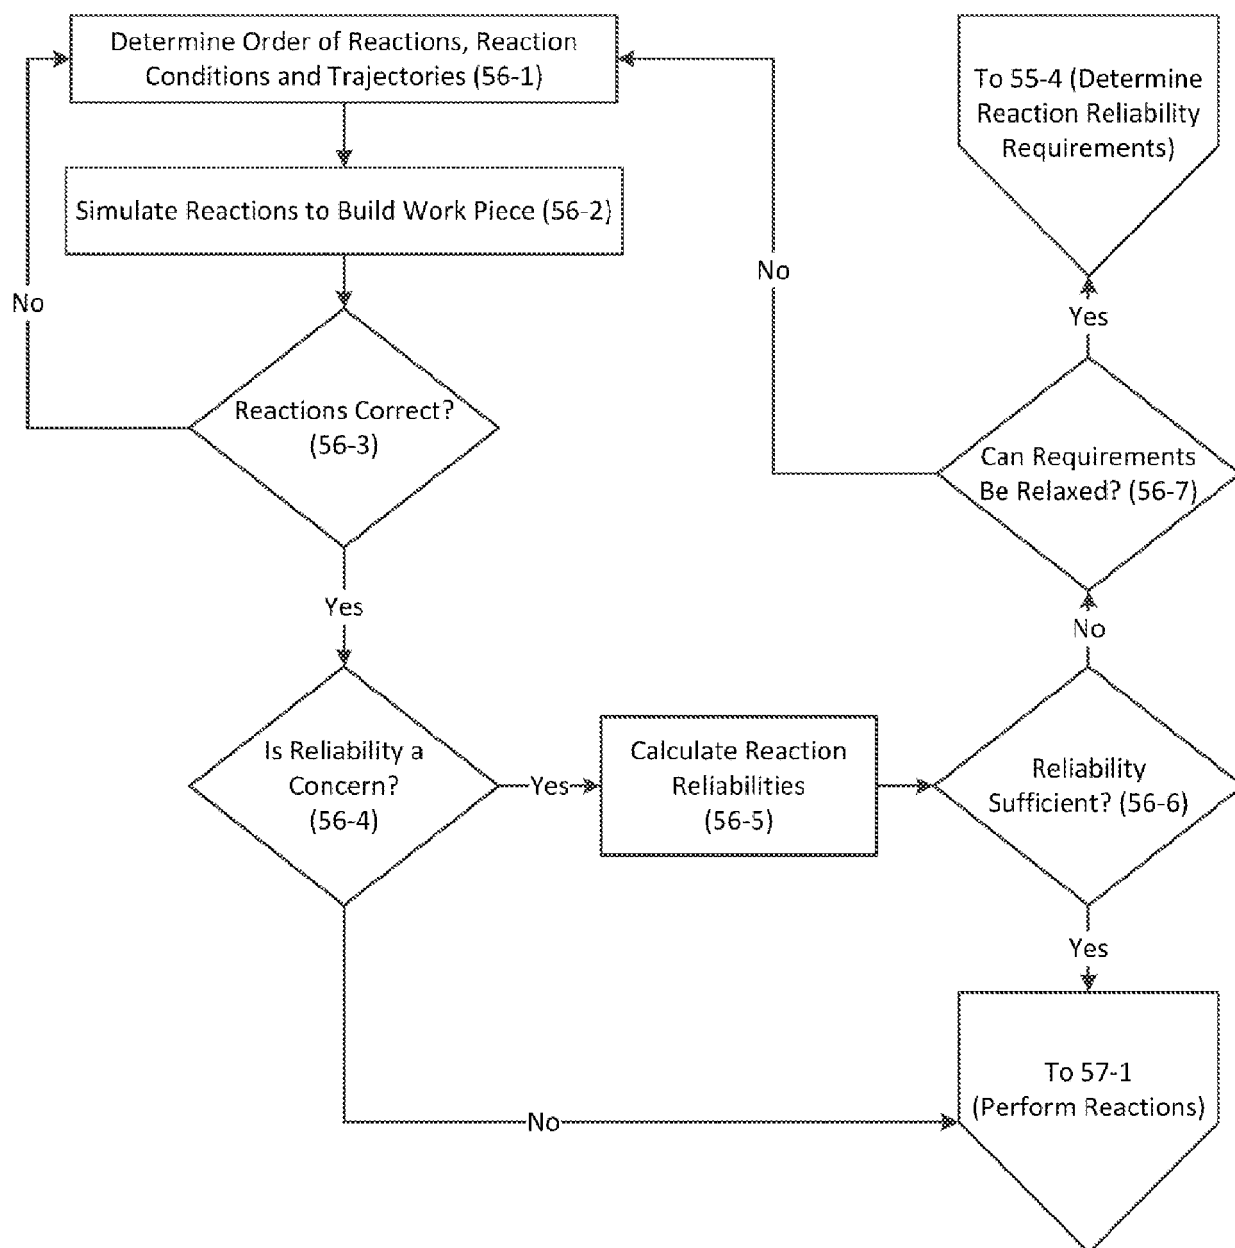 Determine Order of Reactions, Reaction
Conditions and Trajectories (56-1)
To 55-4 (Determine
Reaction Reliability
Requirements)
Simulate Reactions to Build Work Piece (56-2)
No
No
Yes
Reactions Correct?
(56-3)
Can Requirements
Be Relaxed? (56-7)
Yes
No
Is Reliability a
Concern?
(56-4)
Yes
Calculate Reaction
Reliabilities
(56-5)
Reliability
Sufficient? (56-6)
Yes
To 57-1
(Perform Reactions)
No